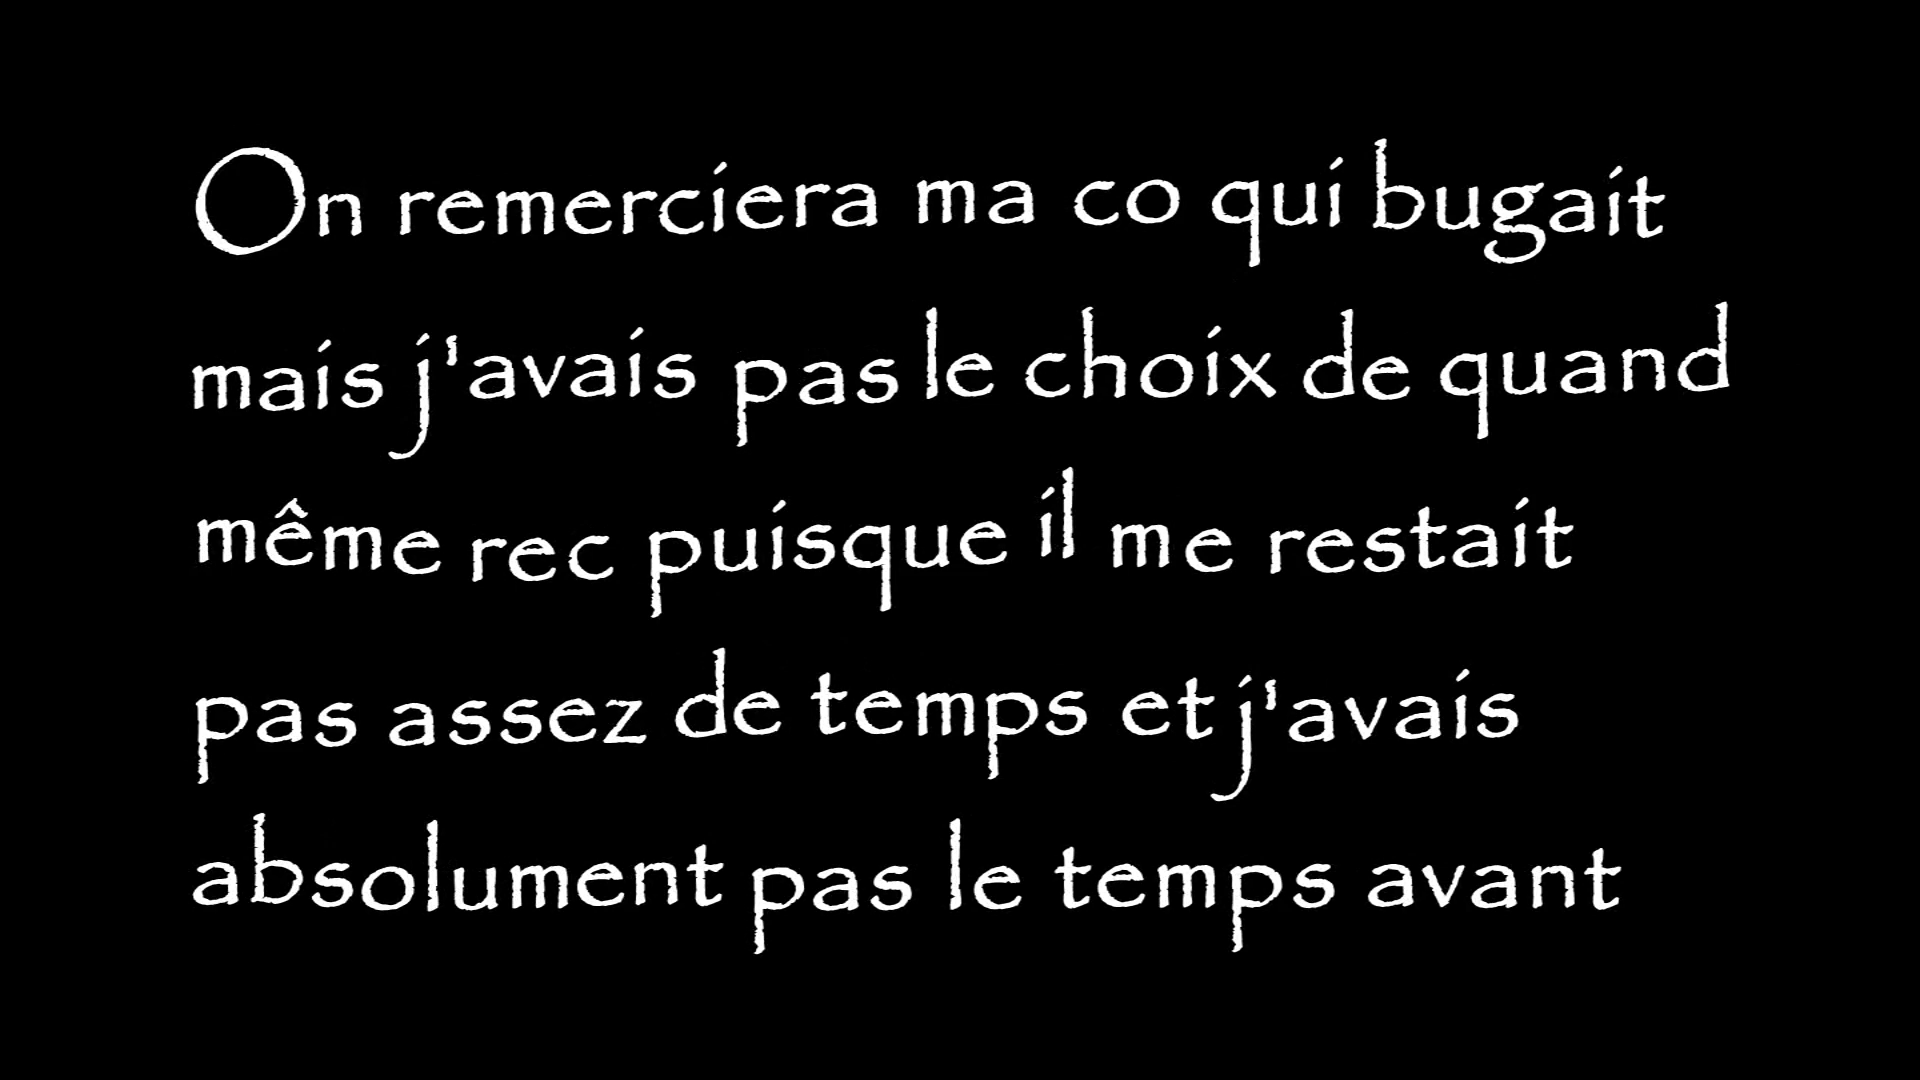 On remerciera ma co qui bugait
mais j'avais pas le choix de quand
même rec puisque il me restait
pas assez de temps et j'avais
absolument pas le temps avant